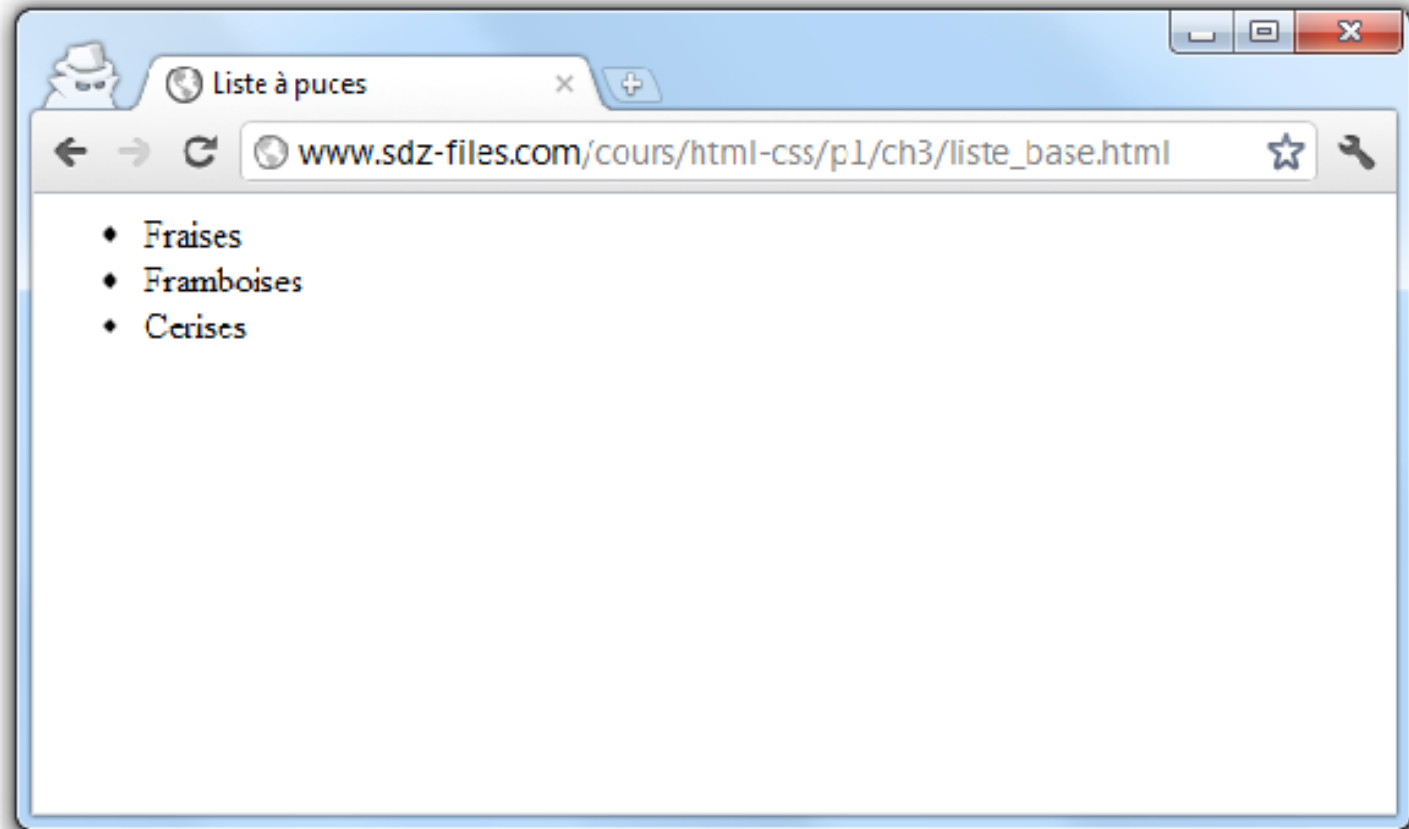 Liste à puces
www.sdz-files.com/cours/html-css/p1/ch3/liste_base.html
• Fraises
• Framboises
• Cerises